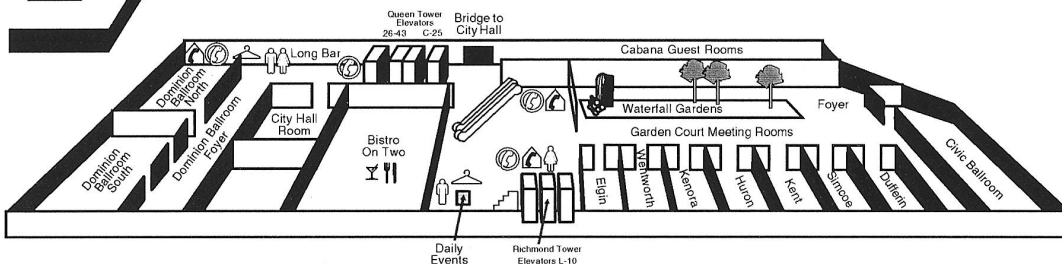 Queen Tower
Elevators
26-43 C-25
Bridge to
City Hall
Long Bar
Cabana Guest Rooms
Dominion
Ballroom
North
Dominion Ballroom
Foyer
City Hall
Room
Waterfall Gardens
Foyer
Garden Court Meeting Rooms
Bistro
On Two
Dominion
Ballroom
South
Elgin
Wentworth
Kenora
Huron
Kent
Simcoe
Dufferin
Civic Ballroom
Daily
Events
Richmond Tower
Elevators L-10